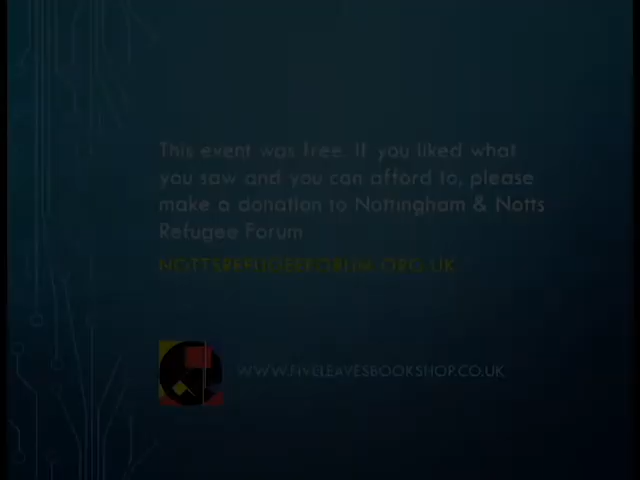 This event was free. If you liked what
you saw and you can afford to, please
make a donation to Nottingham & Notts
Refugee Forum
NOTTSREFUGEEFORUM.ORG.UK
WWW.FIVELEAVESBOOKSHOP.CO.UK